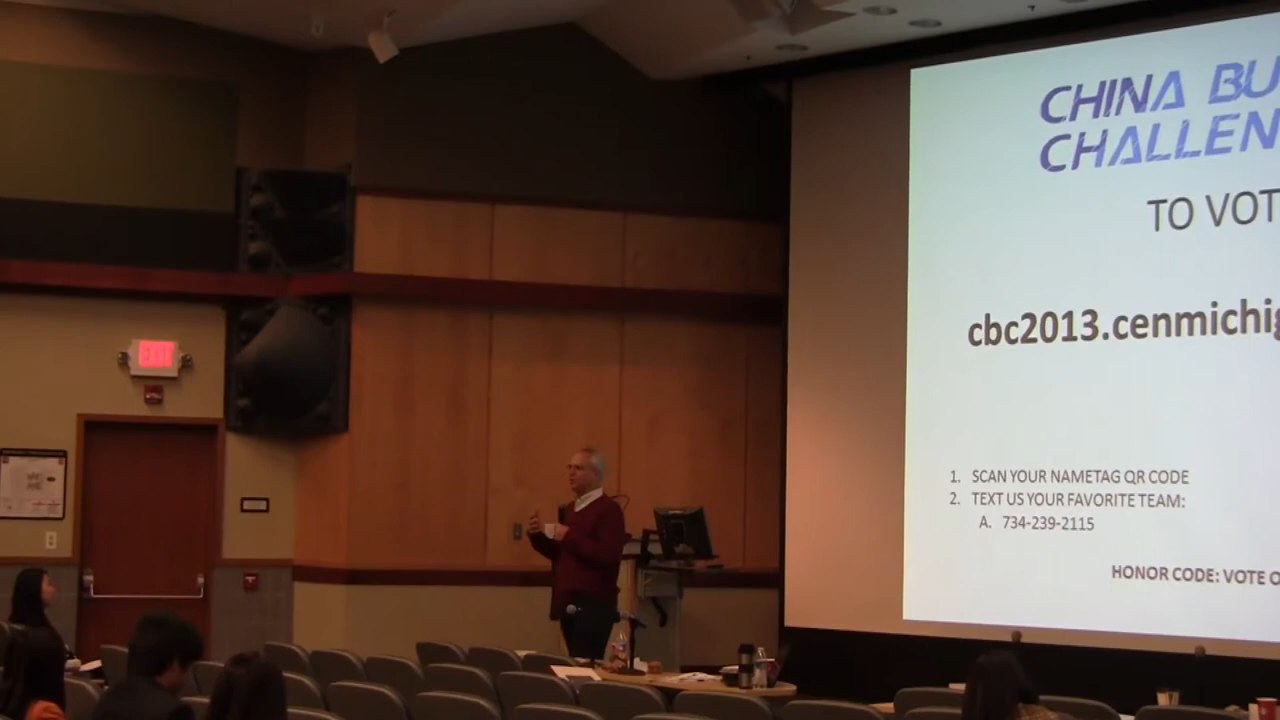 CHINA BU
CHALLEN
TO VOT
cbc2013.cenmichig
1. SCAN YOUR NAMETAG QR CODE
2. TEXT US YOUR FAVORITE TEAM:
A. 734-239-2115
HONOR CODE: VOTE O
EXIT